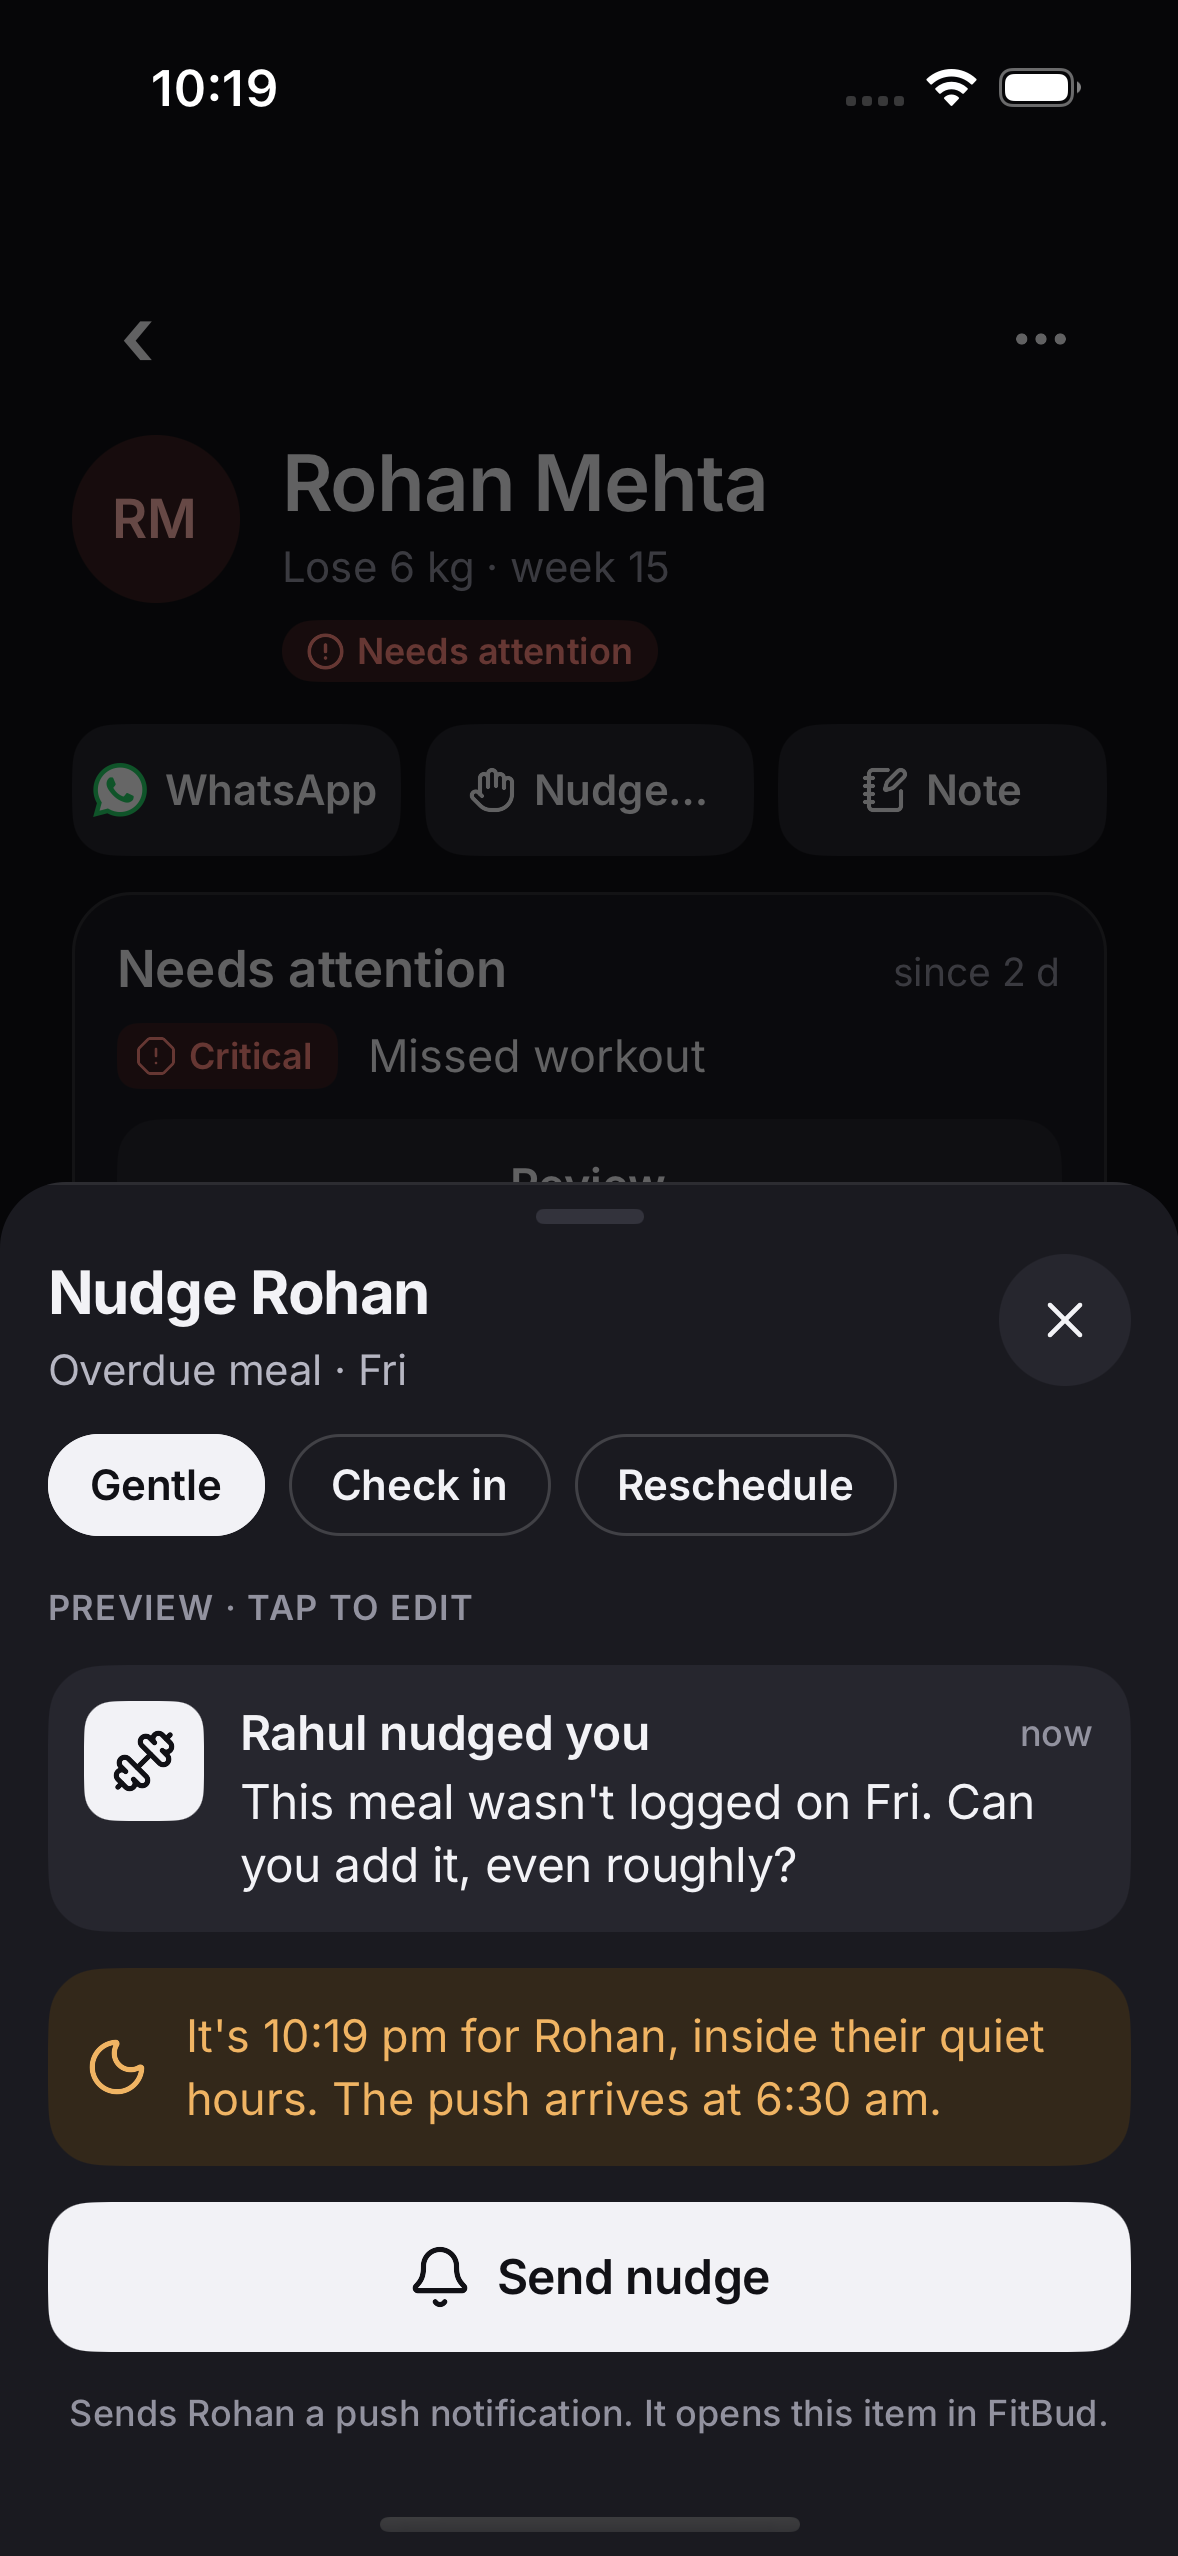 10:19
RM
Rohan Mehta
Lose 6 kg · week 15
Needs attention
WhatsApp
Nudge...
Note
Needs attention
since 2 d
Critical
Missed workout
Review
Nudge Rohan
Overdue meal · Fri
Gentle
Check in
Reschedule
PREVIEW · TAP TO EDIT
Rahul nudged you
now
This meal wasn't logged on Fri. Can
you add it, even roughly?
It's 10:19 pm for Rohan, inside their quiet
hours. The push arrives at 6:30 am.
Send nudge
Sends Rohan a push notification. It opens this item in FitBud.